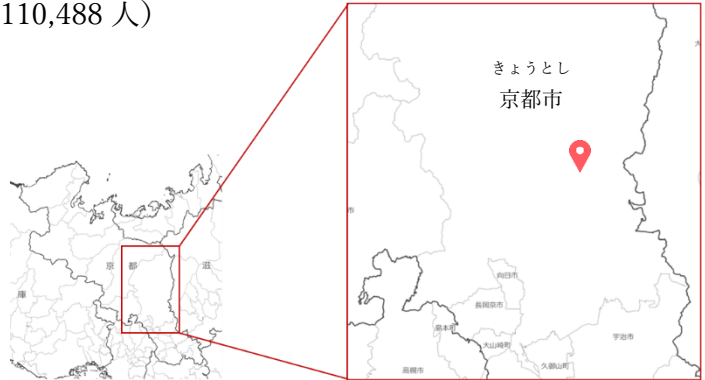 110,488 人）
きょうとし
京都市
京
都
滋
庫
市
向日市
長岡京市
島本町
大山崎町
宇治市
久御山町
高槻市
大